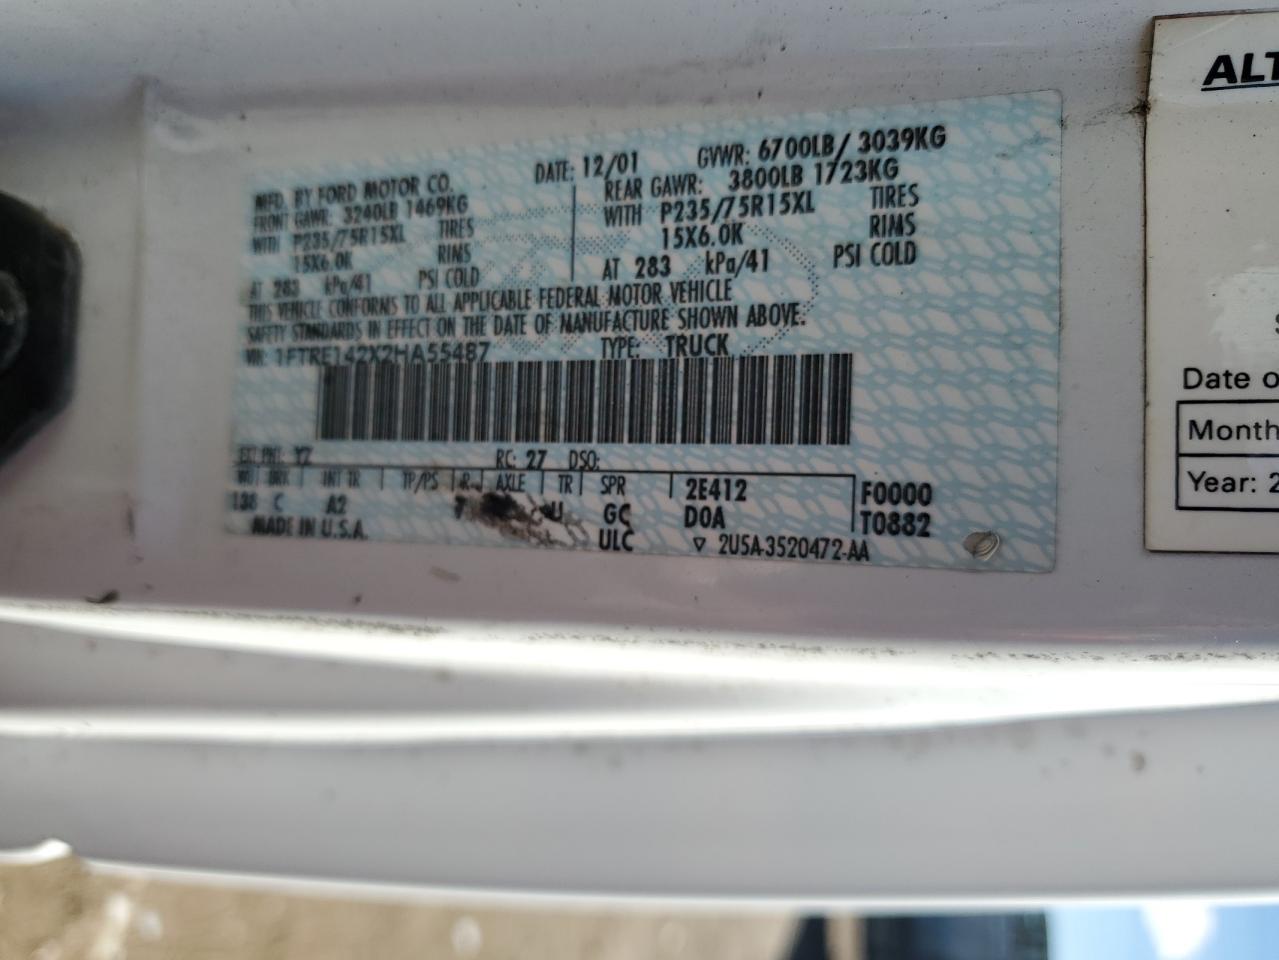 MFD. BY FORD MOTOR CO.
DATE: 12/01
GVWR: 6700LB/ 3039KG
FRONT GAWR: 3240LB 1469KG
REAR GAWR: 3800LB 1723KG
WITH P235/75R15XL TIRES
WITH P235/75R15XL TIRES
15X6.0K RIMS
15X6.0K RIMS
AT 283 kPa/41 PSI COLD
AT 283 kPa/41 PSI COLD
THIS VEHICLE CONFORMS TO ALL APPLICABLE FEDERAL MOTOR VEHICLE
SAFETY STANDARDS IN EFFECT ON THE DATE OF MANUFACTURE SHOWN ABOVE.
VIN: 1FTRE142X2HA55487
TYPE: TRUCK
EXT PNT: YZ RC: 27 DSO:
WB BRK INT TR TP/PS R AXLE TR SPR 2E412 F0000
138 C A2 7 U GC DOA T0882
MADE IN U.S.A. ULC ▽ 2U5A-3520472-AA
ALT
Date o
Month
Year: 2